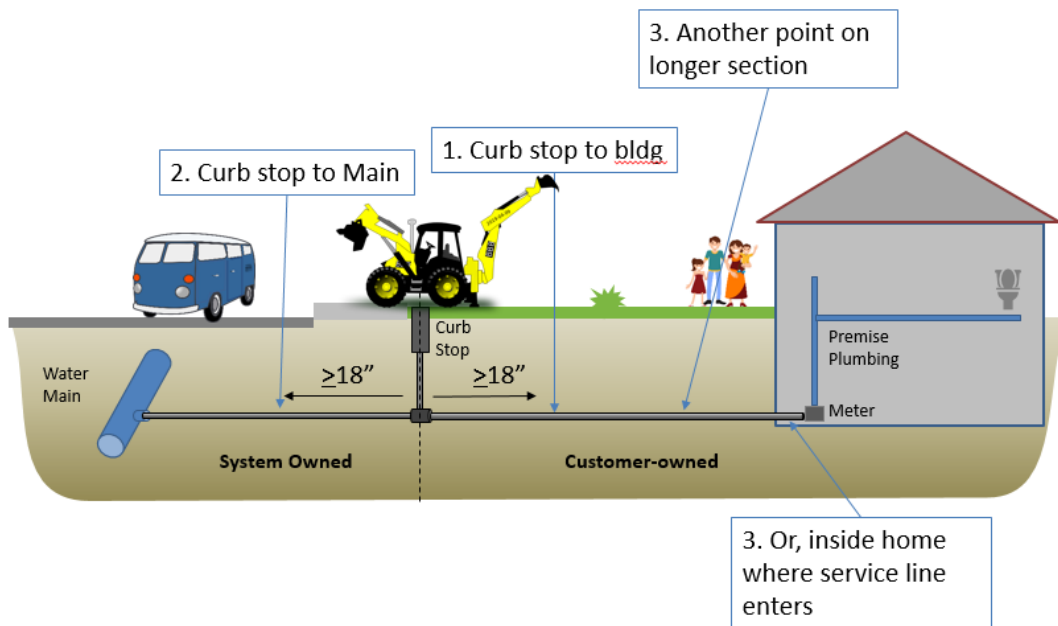 3. Another point on
longer section
1. Curb stop to bldg
2. Curb stop to Main
Curb
Stop
Premise
Plumbing
Water
Main
≥18”
≥18”
Meter
System Owned
Customer-owned
3. Or, inside home
where service line
enters